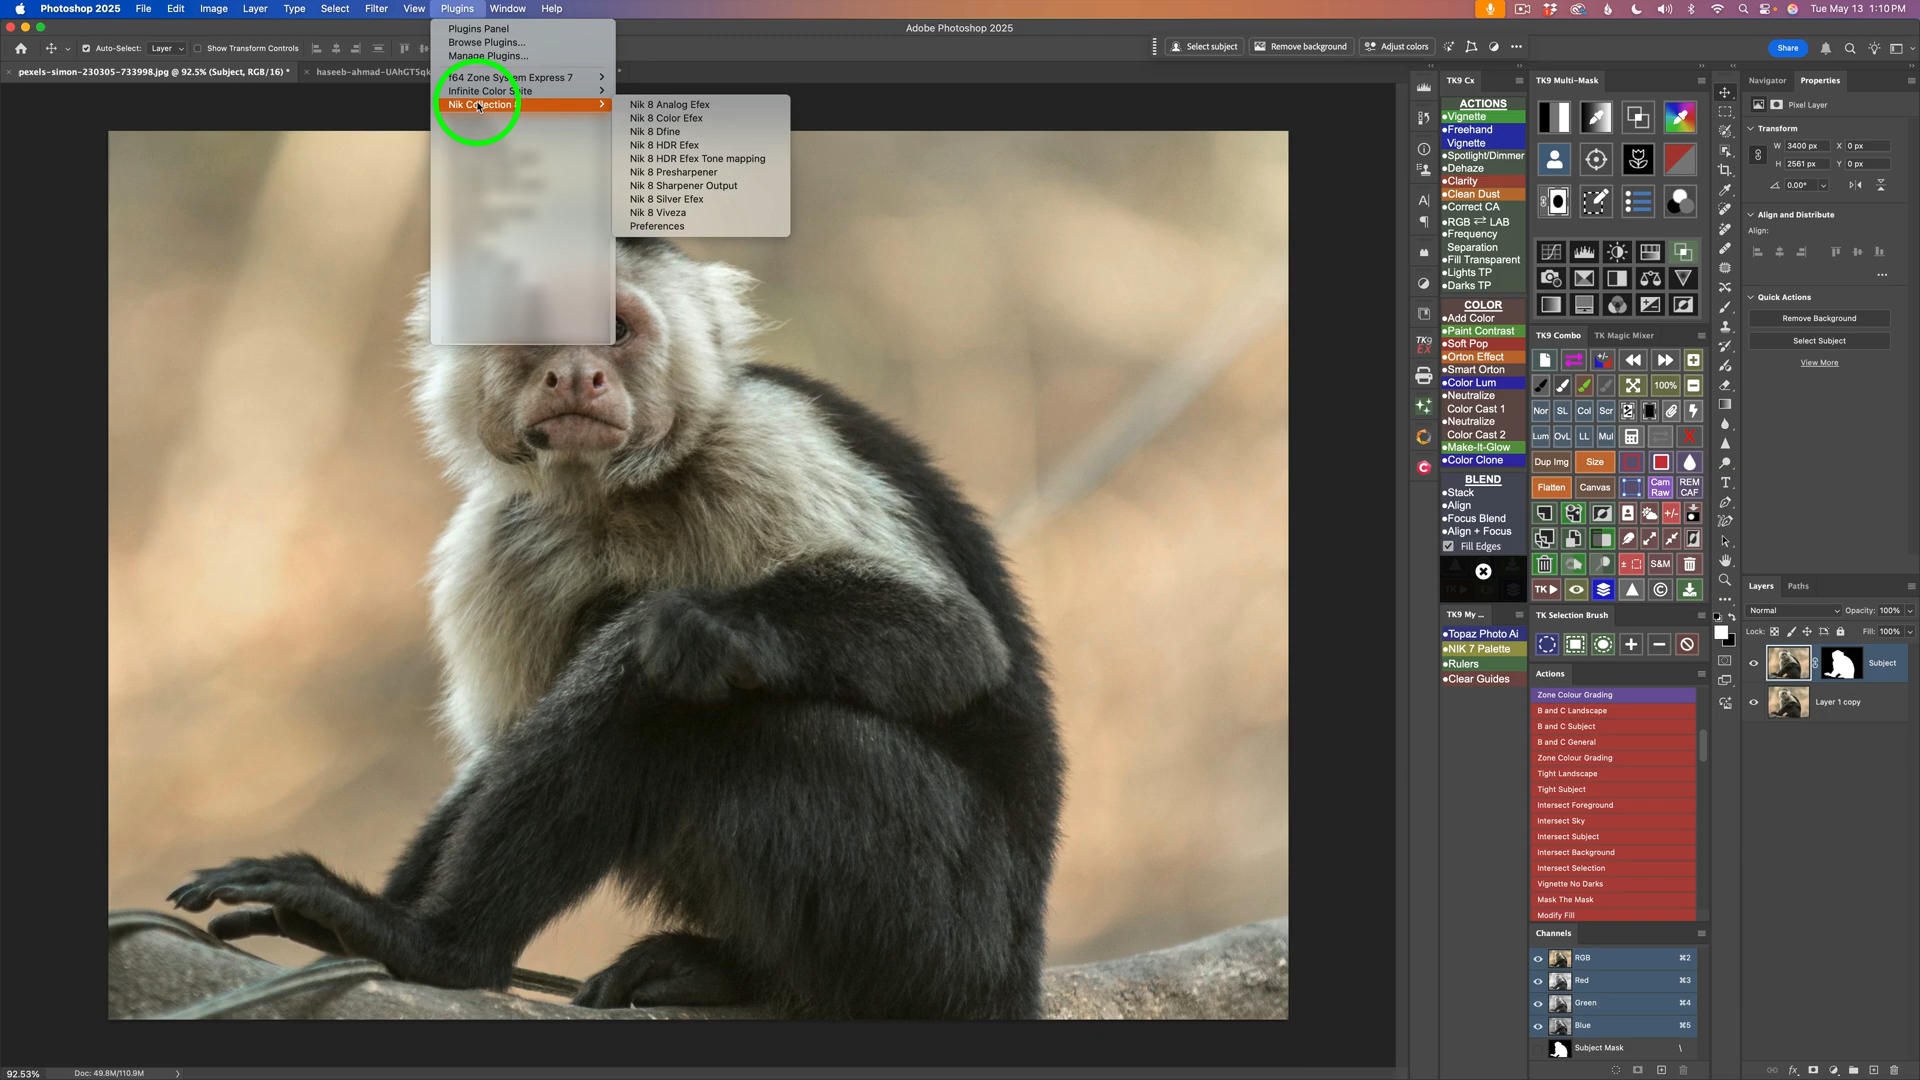 Photoshop 2025 File Edit Image Layer Type Select Filter View Plugins Window Help
Tue May 13 1:10 PM
Adobe Photoshop 2025
Auto-Select: Layer Show Transform Controls
Select subject Remove background Adjust colors
Share
pexels-simon-230305-733998.jpg @ 92.5% (Subject, RGB/16) *
Plugins Panel
Browse Plugins...
Manage Plugins...
f64 Zone System Express 7
Infinite Color Suite
Nik Collection
Nik 8 Analog Efex
Nik 8 Color Efex
Nik 8 Dfine
Nik 8 HDR Efex
Nik 8 HDR Efex Tone mapping
Nik 8 Presharpener
Nik 8 Sharpener Output
Nik 8 Silver Efex
Nik 8 Viveza
Preferences
TK9 Cx
ACTIONS
Vignette
Freehand
Vignette
Spotlight/Dimmer
Dehaze
Clarity
Clean Dust
Correct CA
RGB ⇄ LAB
Frequency
Separation
Fill Transparent
Lights TP
Darks TP
COLOR
Add Color
Paint Contrast
Soft Pop
Orton Effect
Smart Orton
Color Lum
Neutralize
Color Cast 1
Neutralize
Color Cast 2
Make-It-Glow
Color Clone
BLEND
Stack
Align
Focus Blend
Align + Focus
Fill Edges
TK9 My ...
Topaz Photo Ai
NIK 7 Palette
Rulers
Clear Guides
TK9
EX
TK9 Multi-Mask
TK9 Combo TK Magic Mixer
100%
Nor SL Col Scr
Lum OvL LL Mul
Dup Img Size
Flatten Canvas Cam Raw REM CAF
S&M
TK
TK Selection Brush
Actions
Zone Colour Grading
B and C Landscape
B and C Subject
B and C General
Zone Colour Grading
Tight Landscape
Tight Subject
Intersect Foreground
Intersect Sky
Intersect Subject
Intersect Background
Intersect Selection
Vignette No Darks
Mask The Mask
Modify Fill
Channels
RGB ⌘2
Red ⌘3
Green ⌘4
Blue ⌘5
Subject Mask \
Navigator Properties
Pixel Layer
Transform
W 3400 px X 0 px
H 2561 px Y 0 px
0.00°
Align and Distribute
Align:
Quick Actions
Remove Background
Select Subject
View More
Layers Paths
Normal Opacity: 100%
Lock: Fill: 100%
Subject
Layer 1 copy
92.53% Doc: 49.8M/110.9M